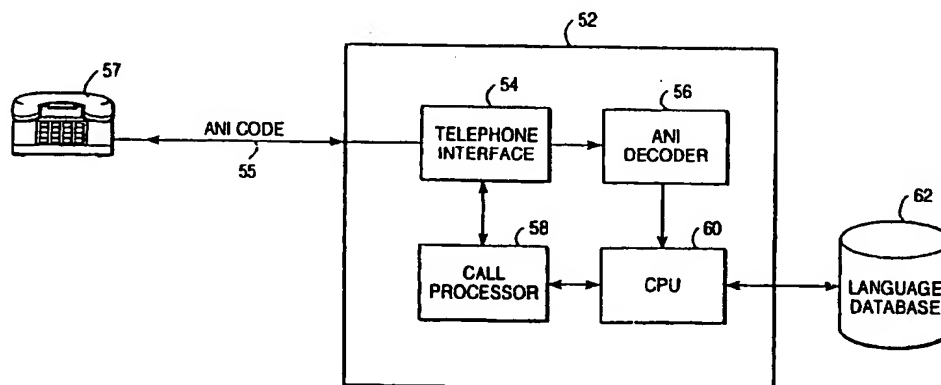 52
57
54
56
ANI CODE
55
TELEPHONE
INTERFACE
ANI
DECODER
62
58
60
CALL
PROCESSOR
CPU
LANGUAGE
DATABASE